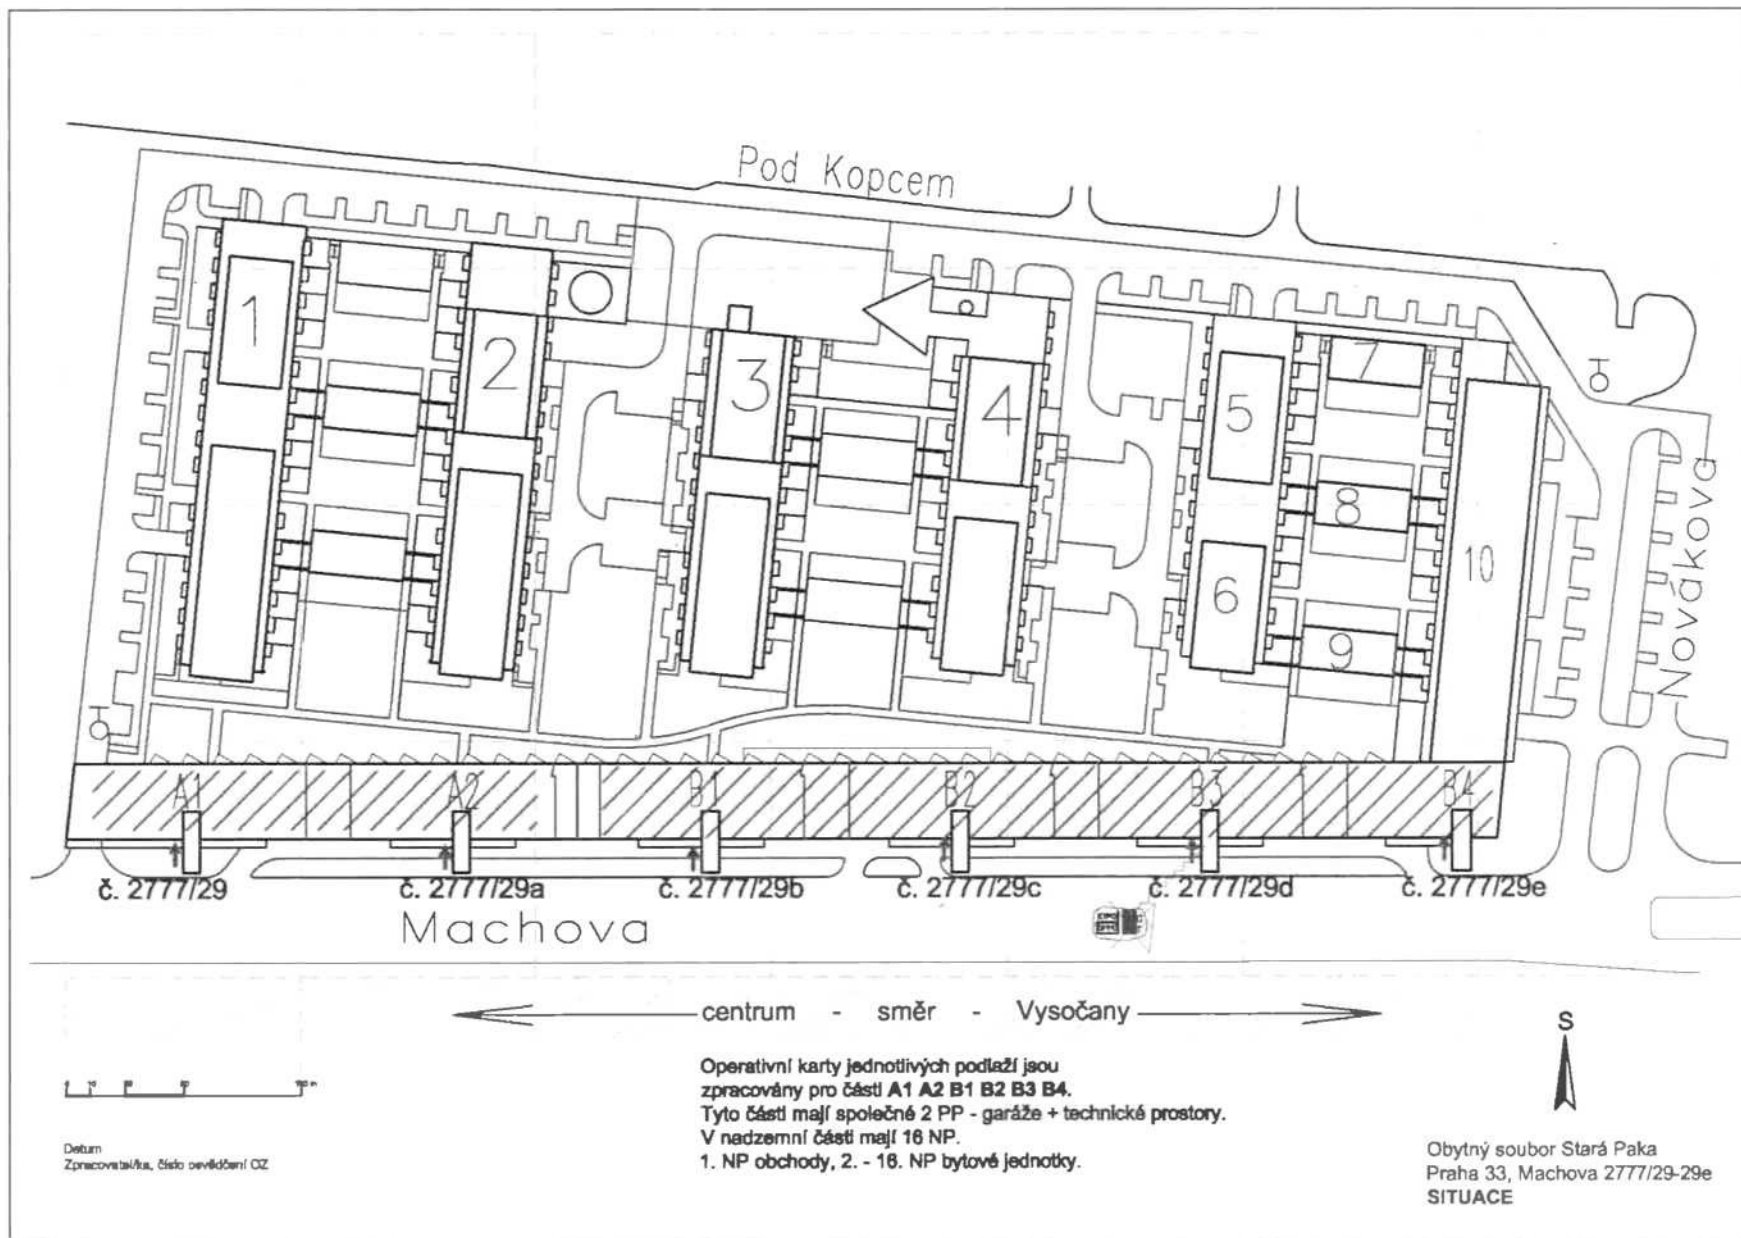 Pod Kopcem
1
2
3
4
5
6
7
8
9
10
Novákova
A1
A2
B1
B2
B3
B4
č. 2777/29
č. 2777/29a
č. 2777/29b
č. 2777/29c
č. 2777/29d
č. 2777/29e
Machova
centrum - směr - Vysočany
S
Operativní karty jednotlivých podlaží jsou
zpracovány pro části A1 A2 B1 B2 B3 B4.
Tyto části mají společné 2 PP - garáže + technické prostory.
V nadzemní části mají 16 NP.
1. NP obchody, 2. - 16. NP bytové jednotky.
Datum
Zpracovatel/ka, číslo osvědčení OZ
Obytný soubor Stará Paka
Praha 33, Machova 2777/29-29e
SITUACE